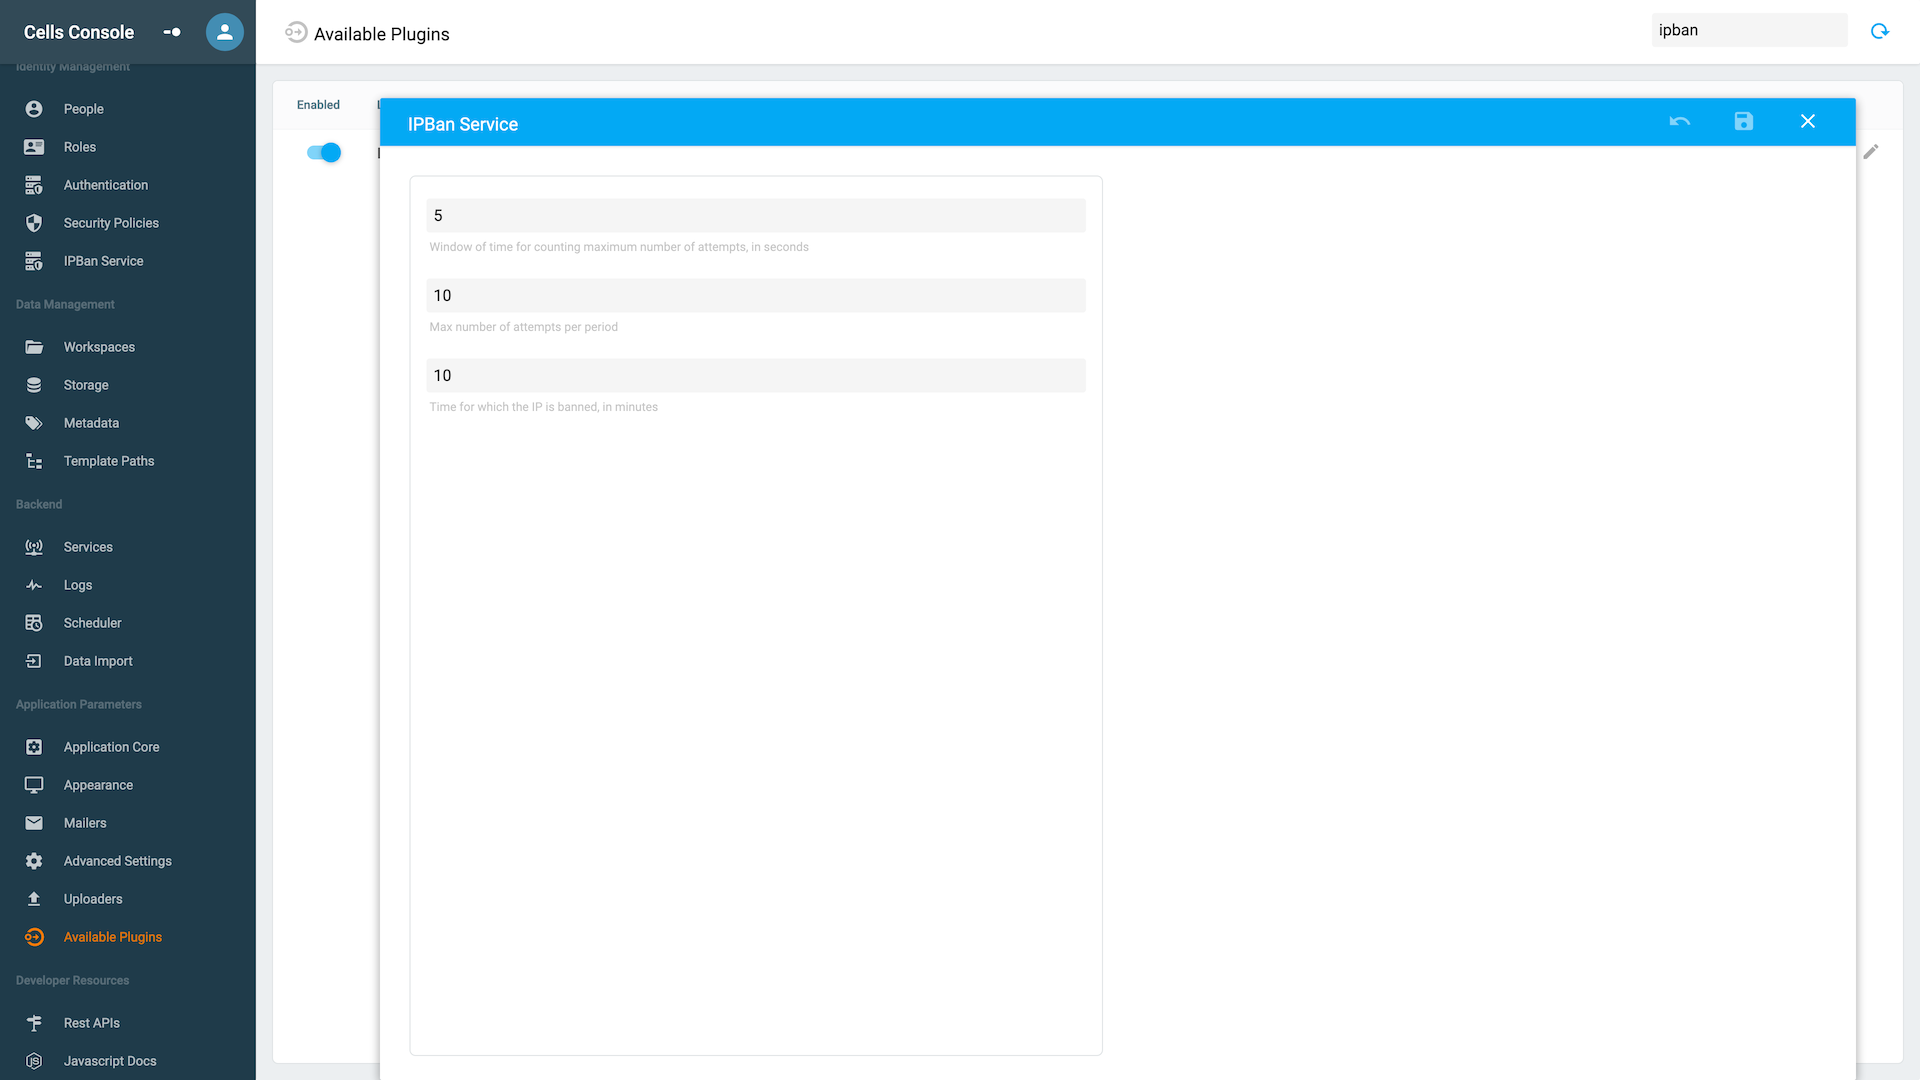 Cells Console
Available Plugins
ipban
Identity Management
People
Roles
Authentication
Security Policies
IPBan Service
Data Management
Workspaces
Storage
Metadata
Template Paths
Backend
Services
Logs
Scheduler
Data Import
Application Parameters
Application Core
Appearance
Mailers
Advanced Settings
Uploaders
Available Plugins
Developer Resources
Rest APIs
Javascript Docs
Enabled
IPBan Service
5
Window of time for counting maximum number of attempts, in seconds
10
Max number of attempts per period
10
Time for which the IP is banned, in minutes